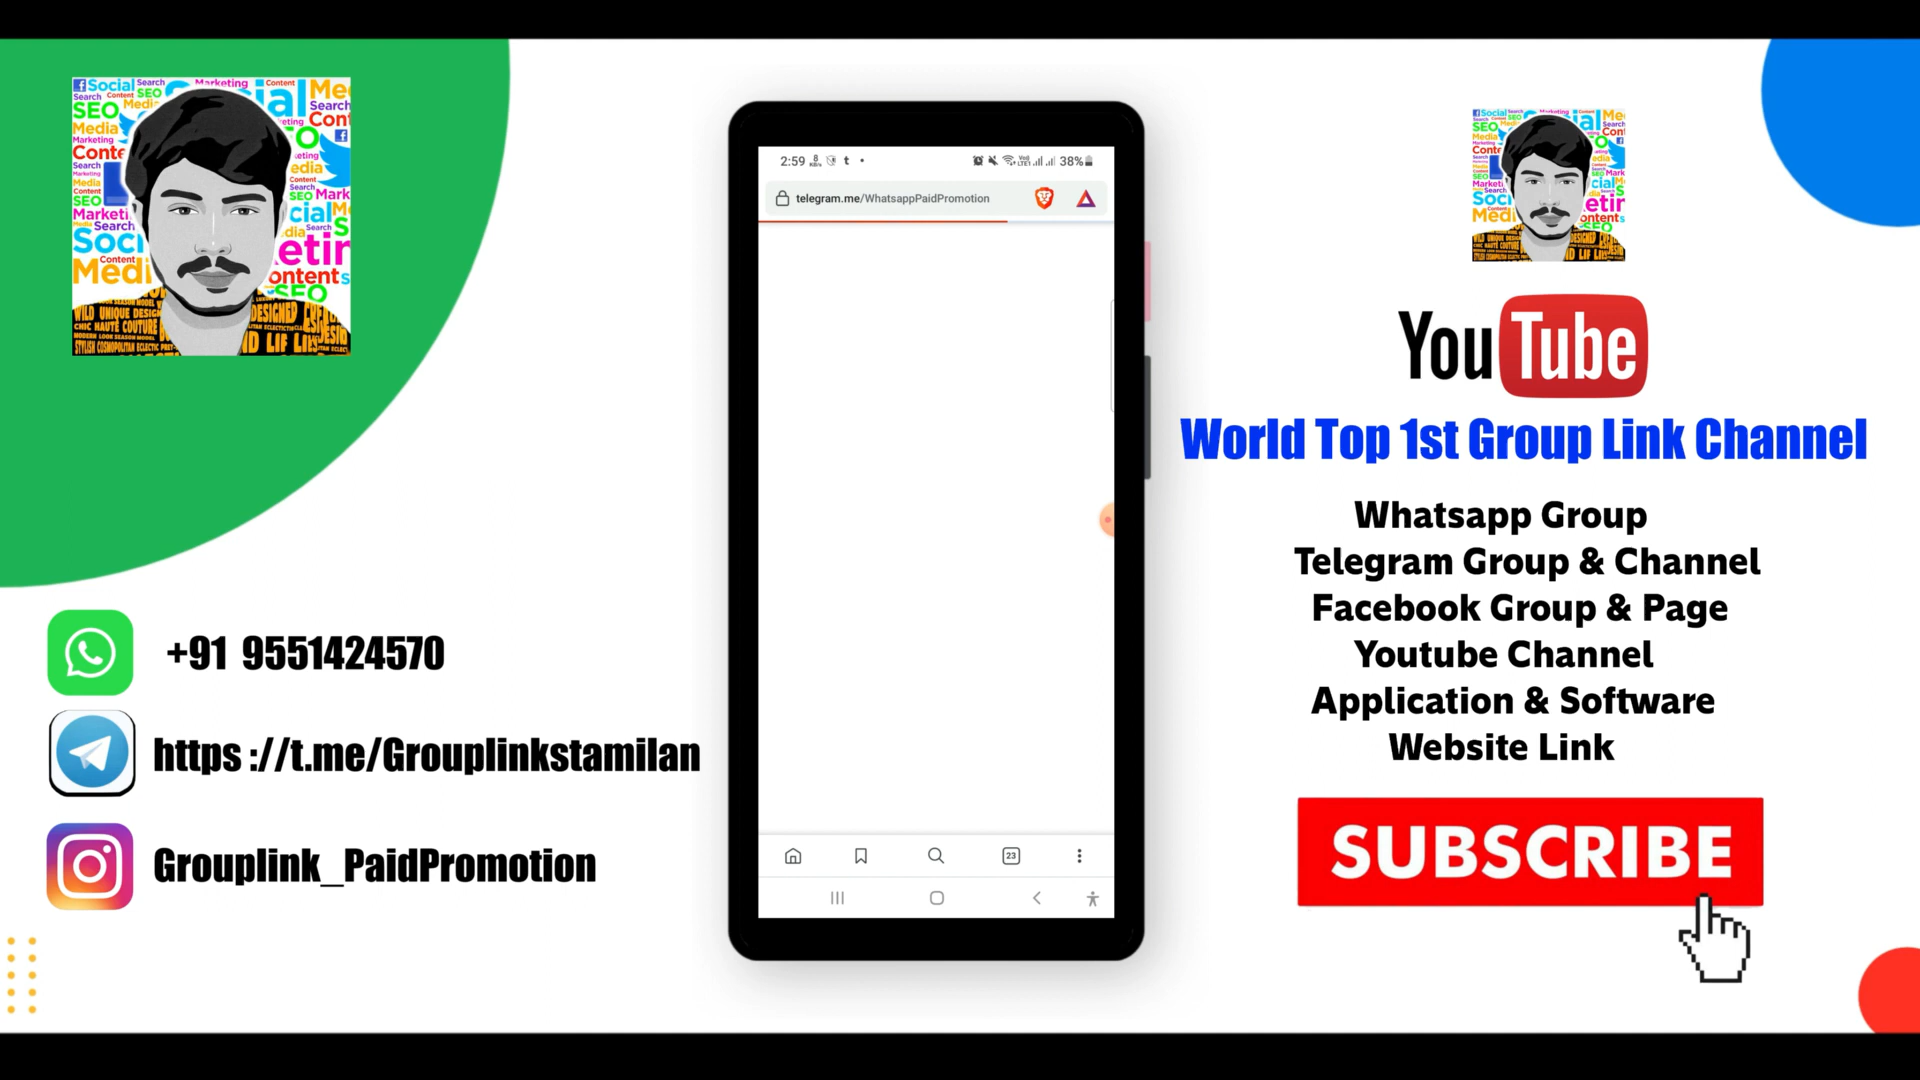 +91 9551424570
https ://t.me/Grouplinkstamilan
Grouplink_PaidPromotion
2:59
38%
telegram.me/WhatsappPaidPromotion
23
YouTube
World Top 1st Group Link Channel
Whatsapp Group
Telegram Group & Channel
Facebook Group & Page
Youtube Channel
Application & Software
Website Link
SUBSCRIBE